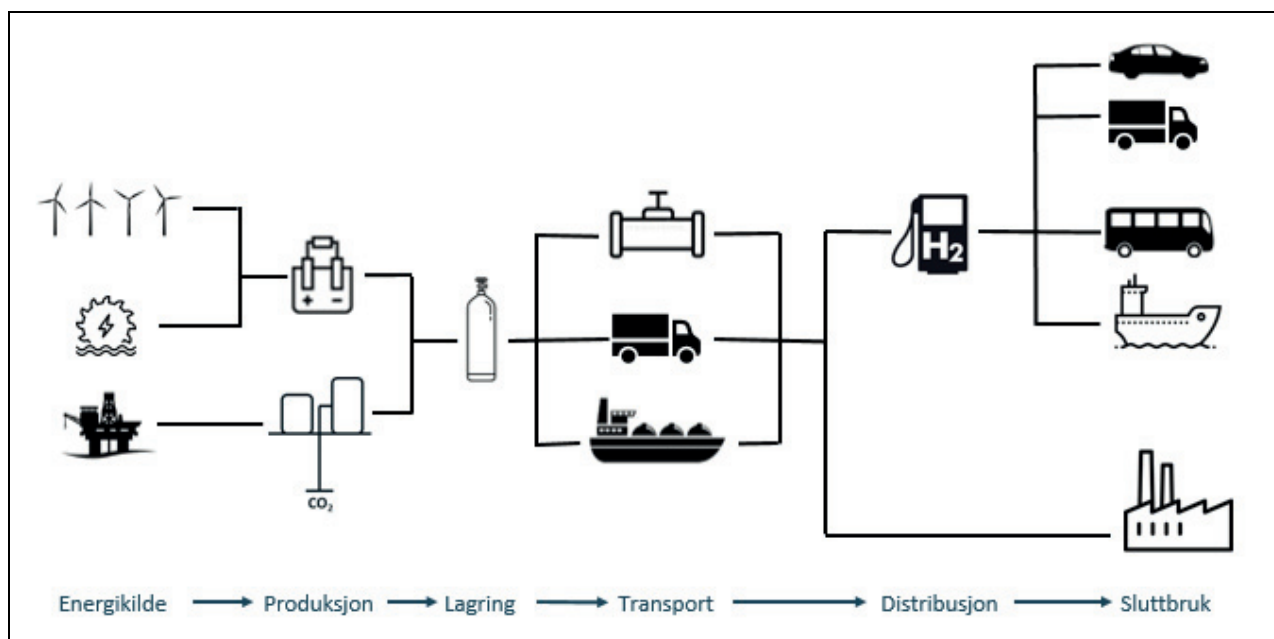 H2
+ −
CO₂
Energikilde Produksjon Lagring Transport Distribusjon Sluttbruk